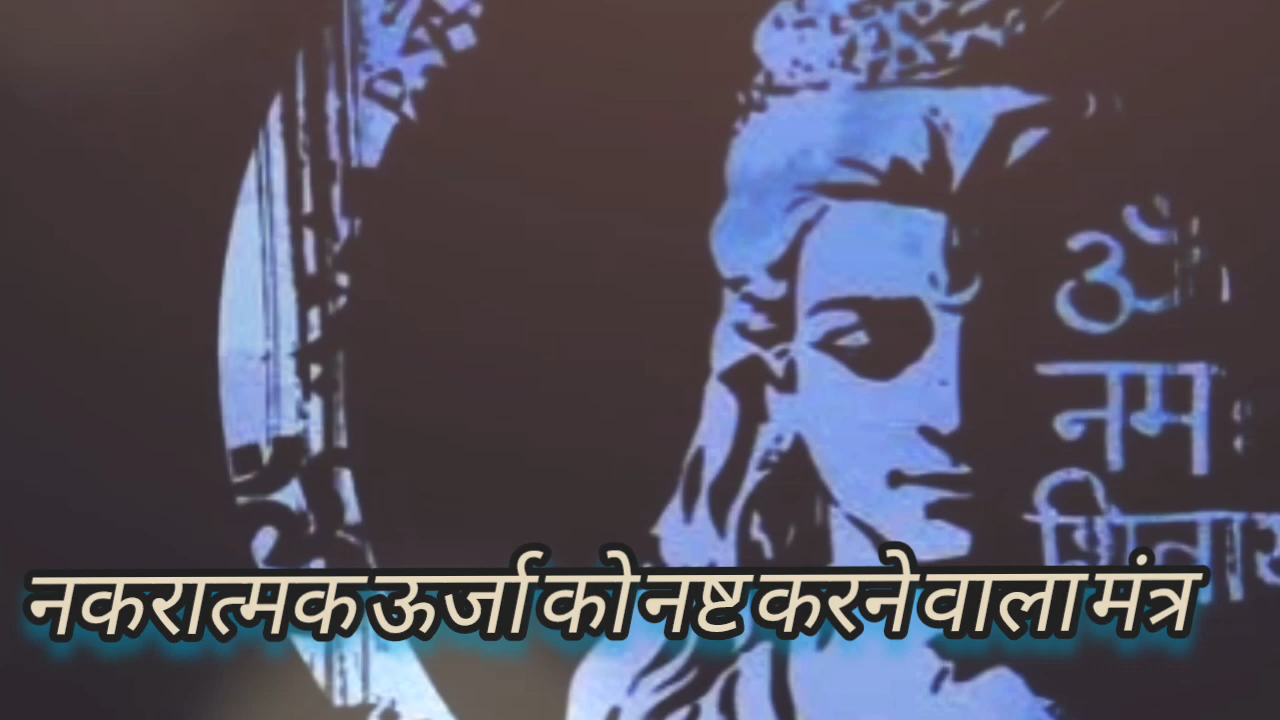 ॐ
नमः
शिवाय
नकरात्मक ऊर्जा को नष्ट करने वाला मंत्र